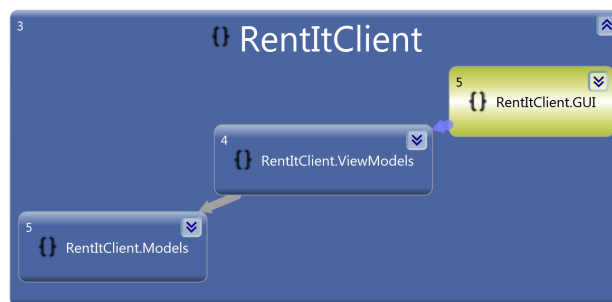 3
{} RentItClient
5
{} RentItClient.GUI
4
{} RentItClient.ViewModels
5
{} RentItClient.Models